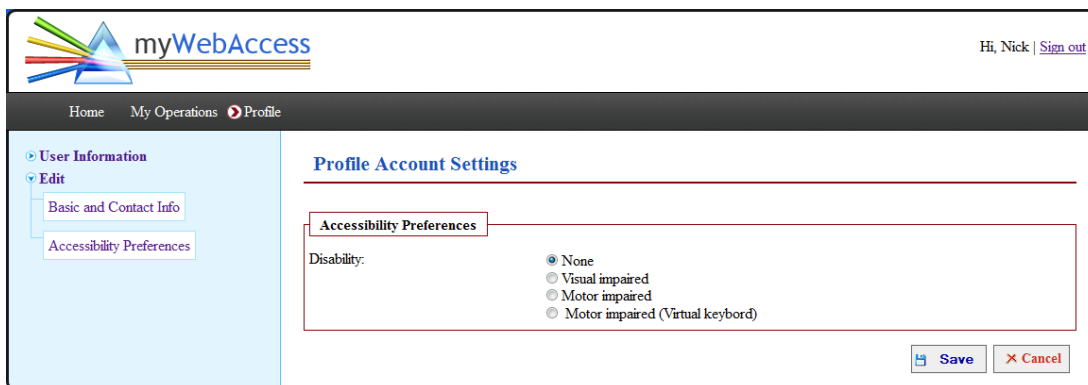 myWebAccess
Hi, Nick | Sign out
Home My Operations Profile
User Information
Edit
Basic and Contact Info
Accessibility Preferences
Profile Account Settings
Accessibility Preferences
Disability:
None
Visual impaired
Motor impaired
Motor impaired (Virtual keybord)
Save Cancel